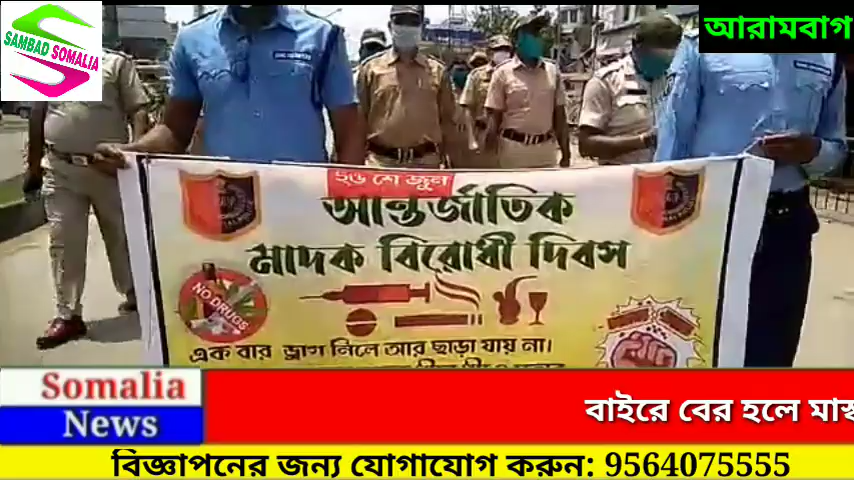 SAMBAD SOMALIA
আরামবাগ
২৬ শে জুন
আন্তর্জাতিক
মাদক বিরোধী দিবস
NO DRUGS
এক বার ড্রাগ নিলে আর ছাড়া যায় না।
Somalia
News
বাইরে বের হলে
বিজ্ঞাপনের জন্য যোগাযোগ করুন: 9564075555